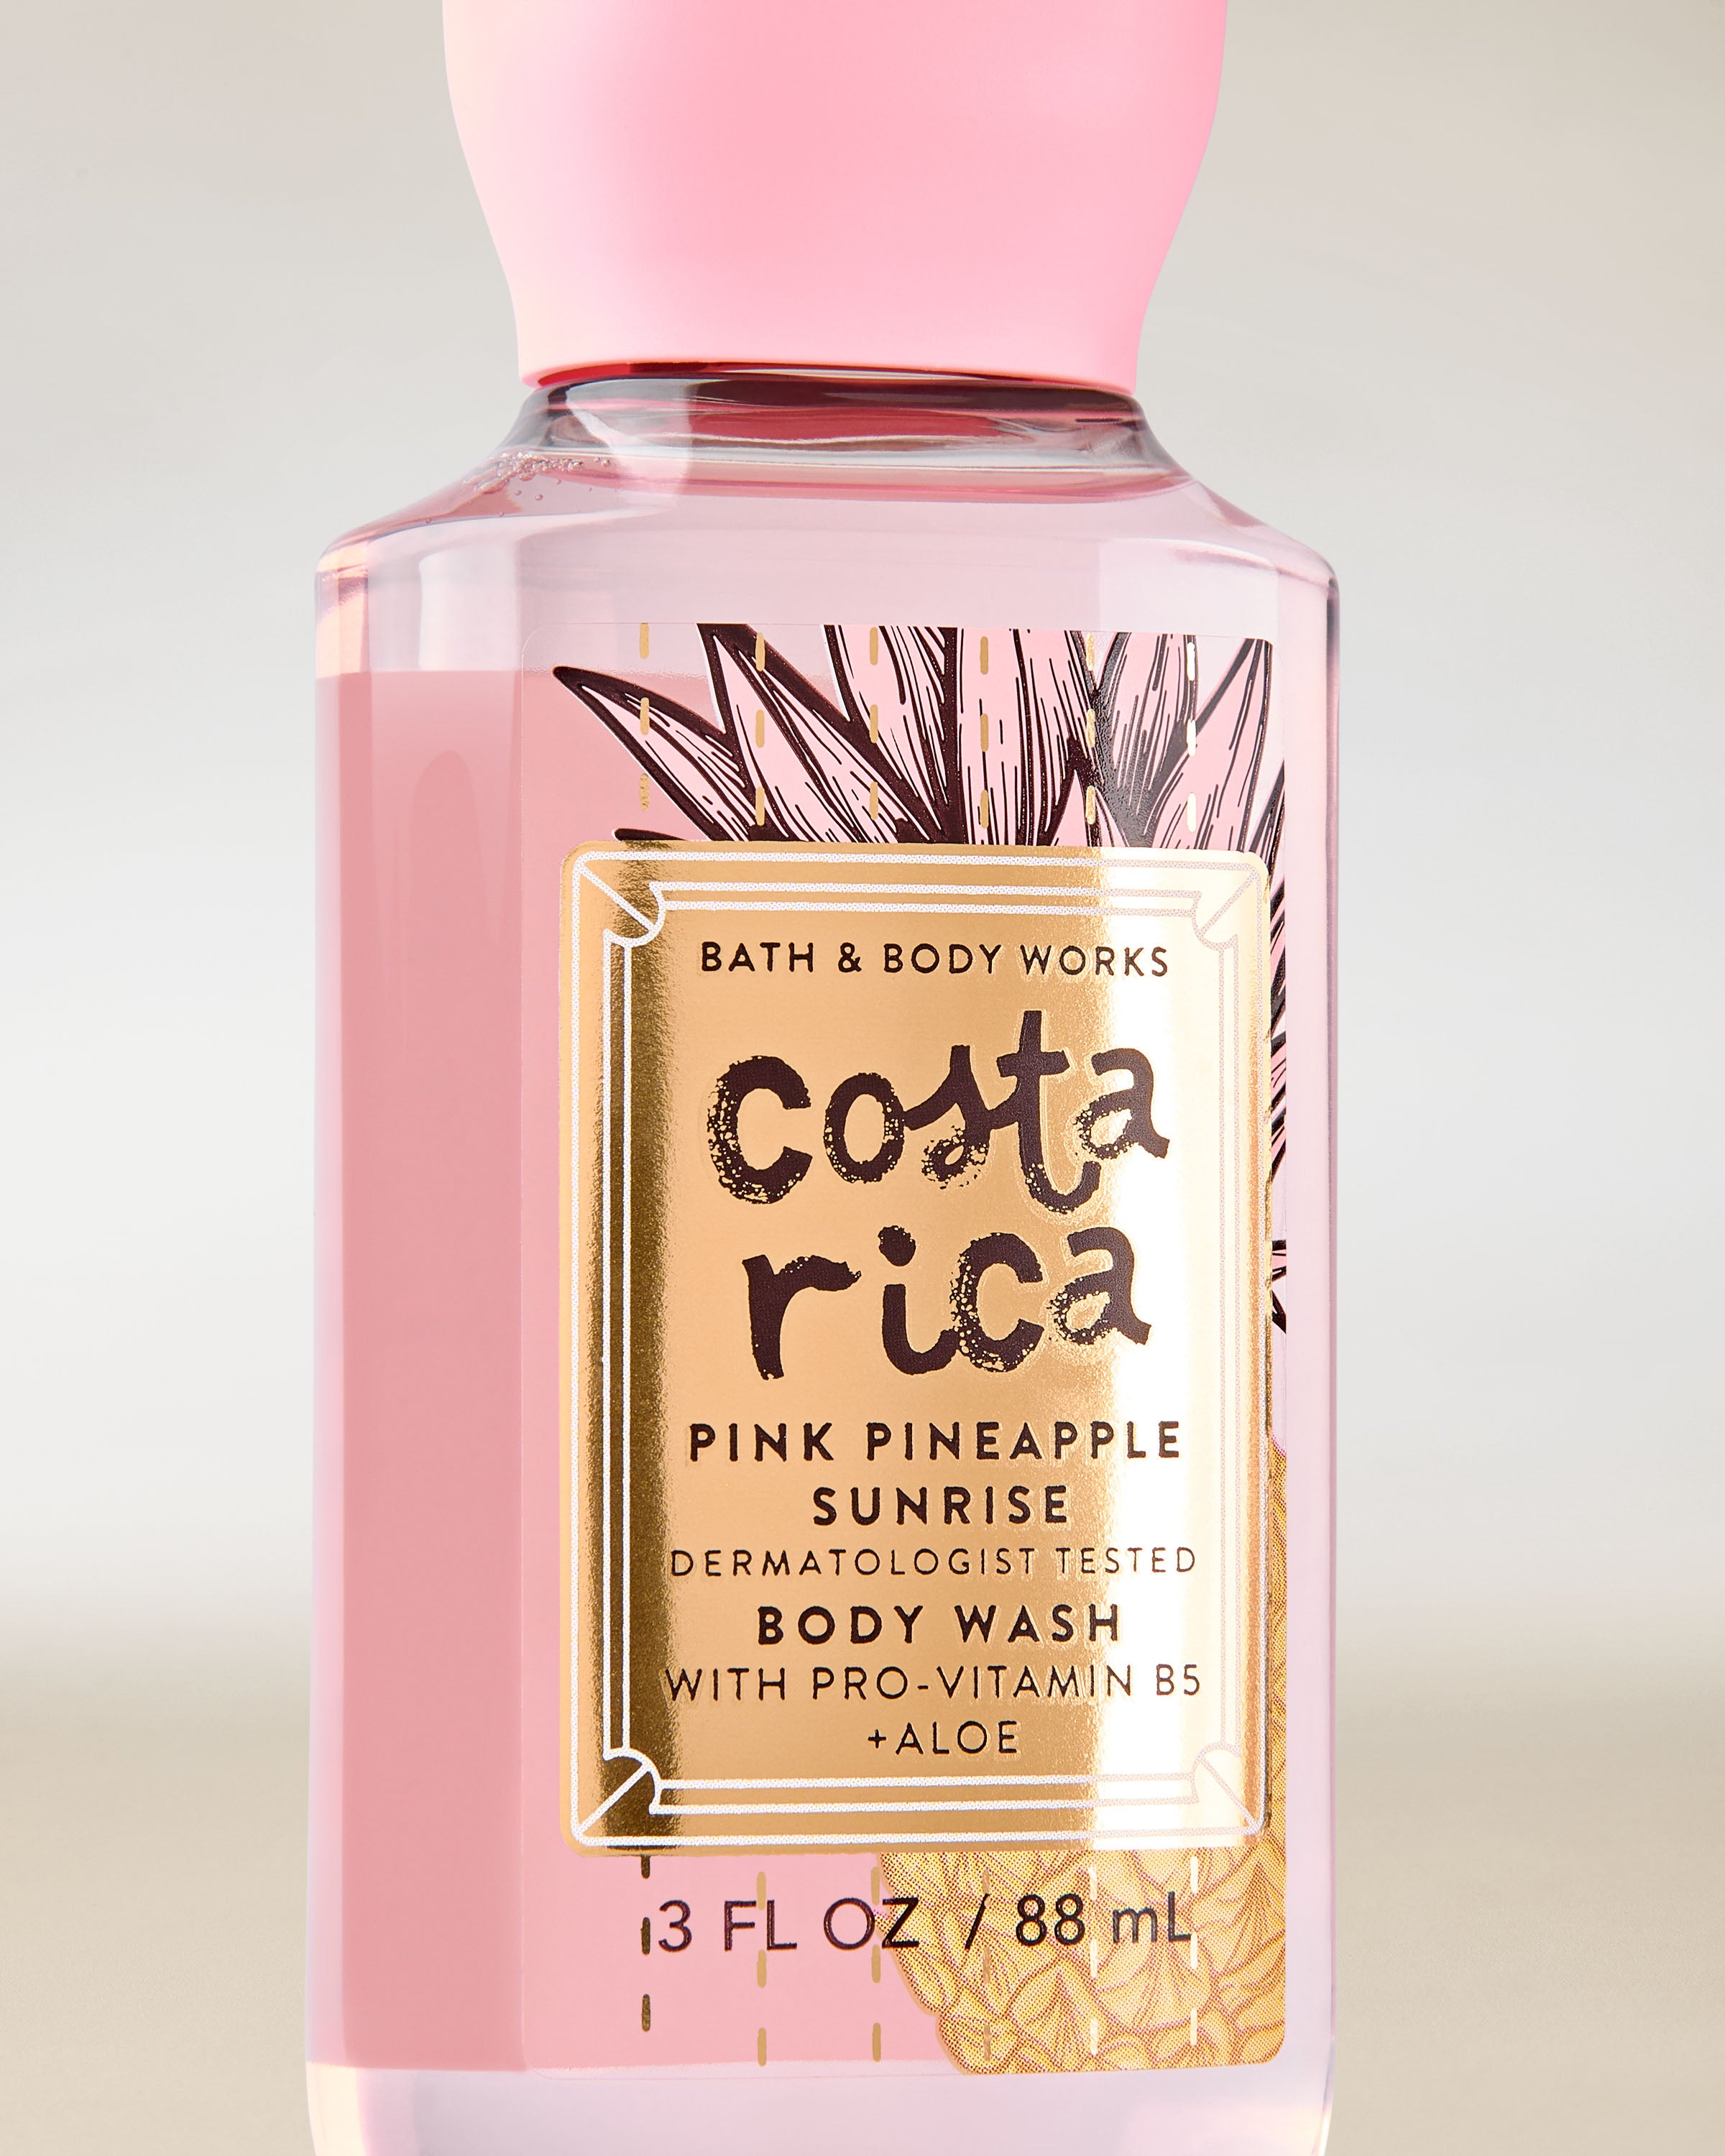 BATH & BODY WORKS
costa
rica
PINK PINEAPPLE
SUNRISE
DERMATOLOGIST TESTED
BODY WASH
WITH PRO-VITAMIN B5
+ALOE
3 FL OZ / 88 mL